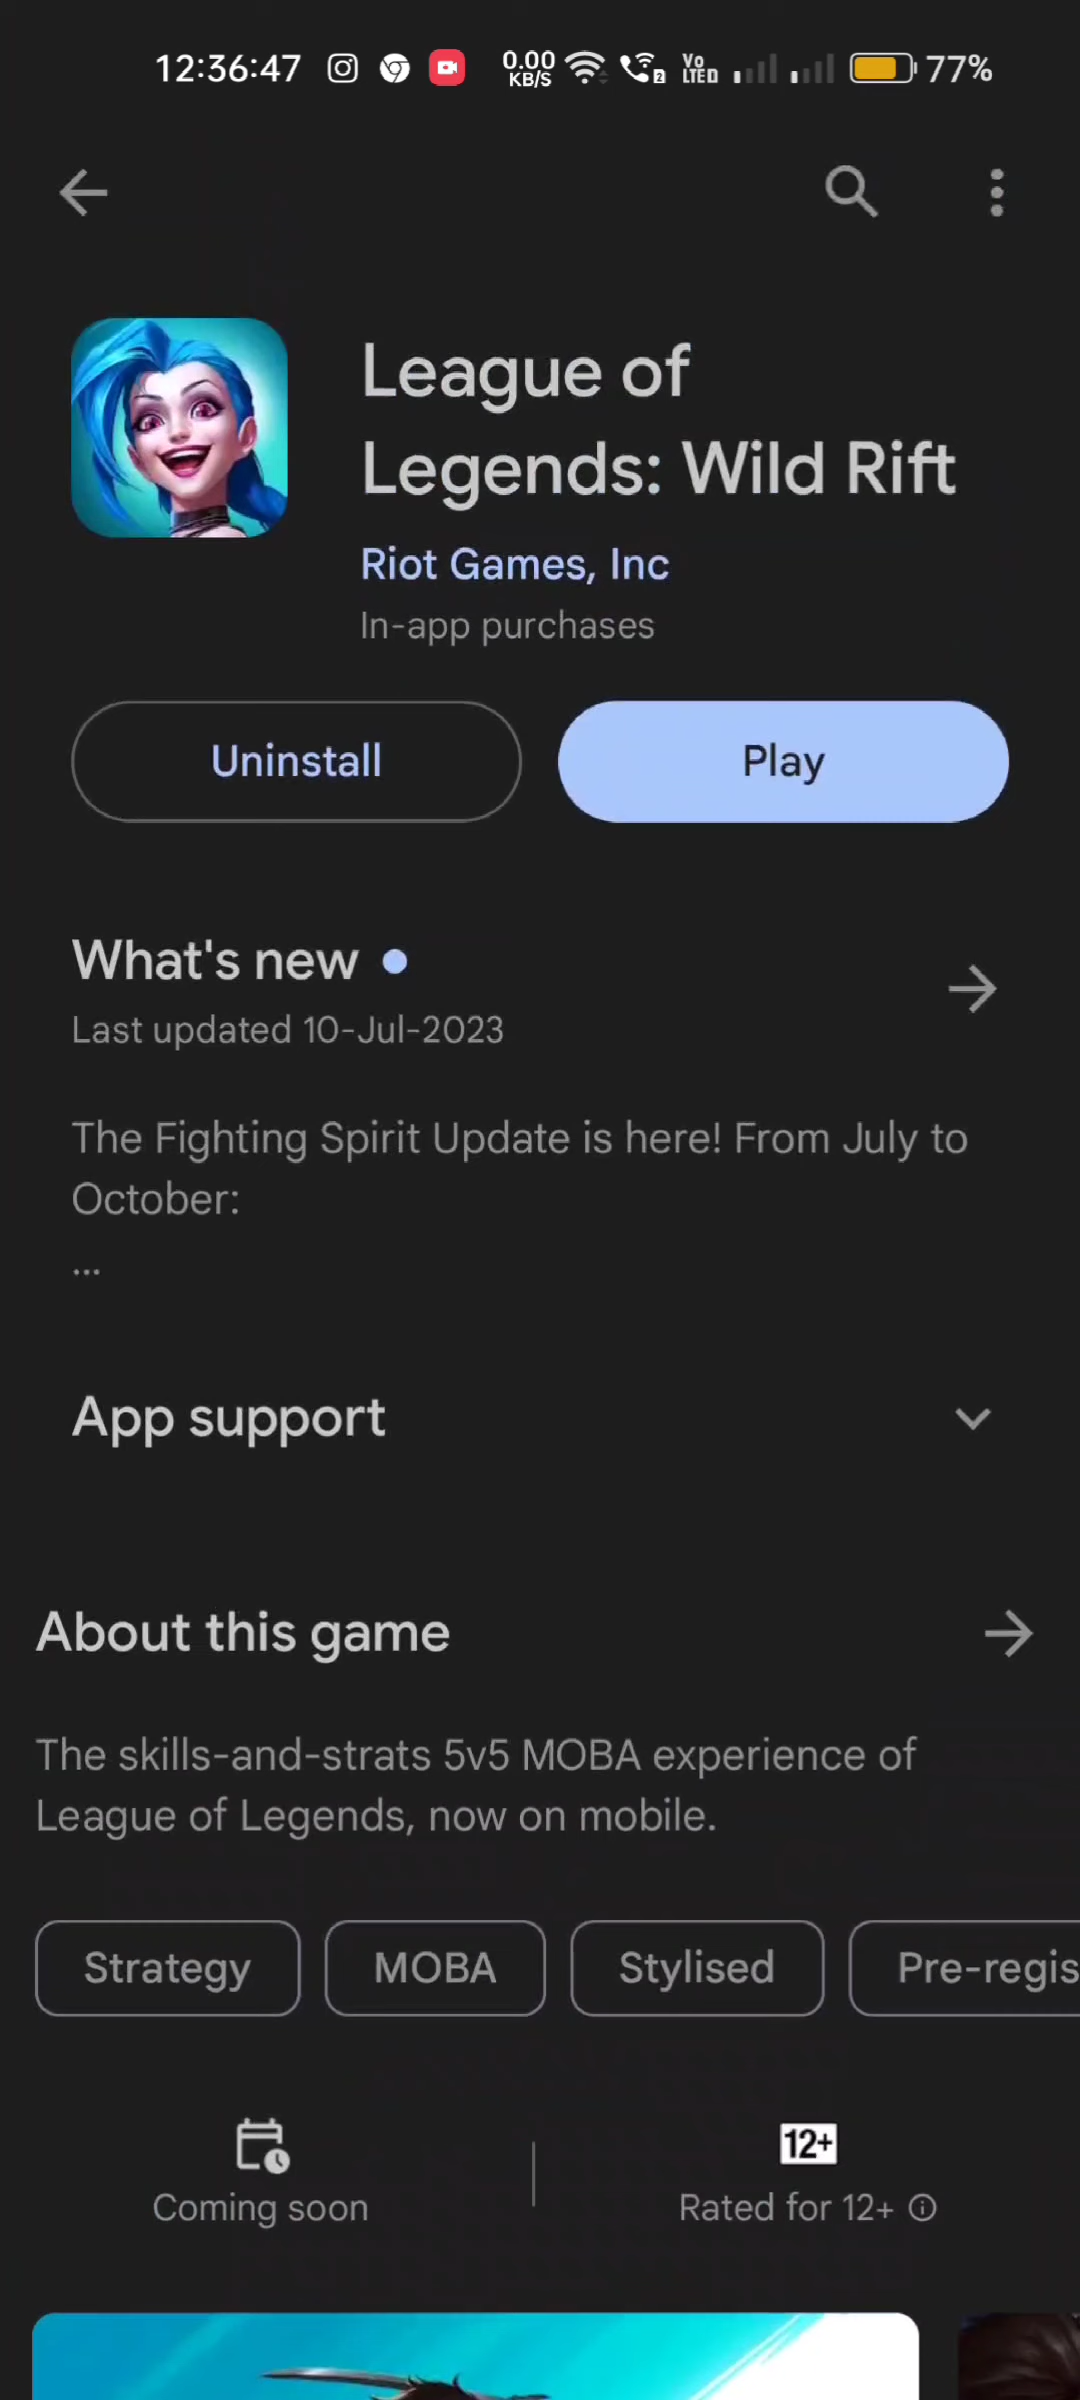 12:36:47 0.00 KB/S 2 Vo LTED 77%
League of
Legends: Wild Rift
Riot Games, Inc
In-app purchases
Uninstall Play
What's new
Last updated 10-Jul-2023
The Fighting Spirit Update is here! From July to
October:
...
App support
About this game
The skills-and-strats 5v5 MOBA experience of
League of Legends, now on mobile.
Strategy MOBA Stylised Pre-regis
12+
Coming soon Rated for 12+